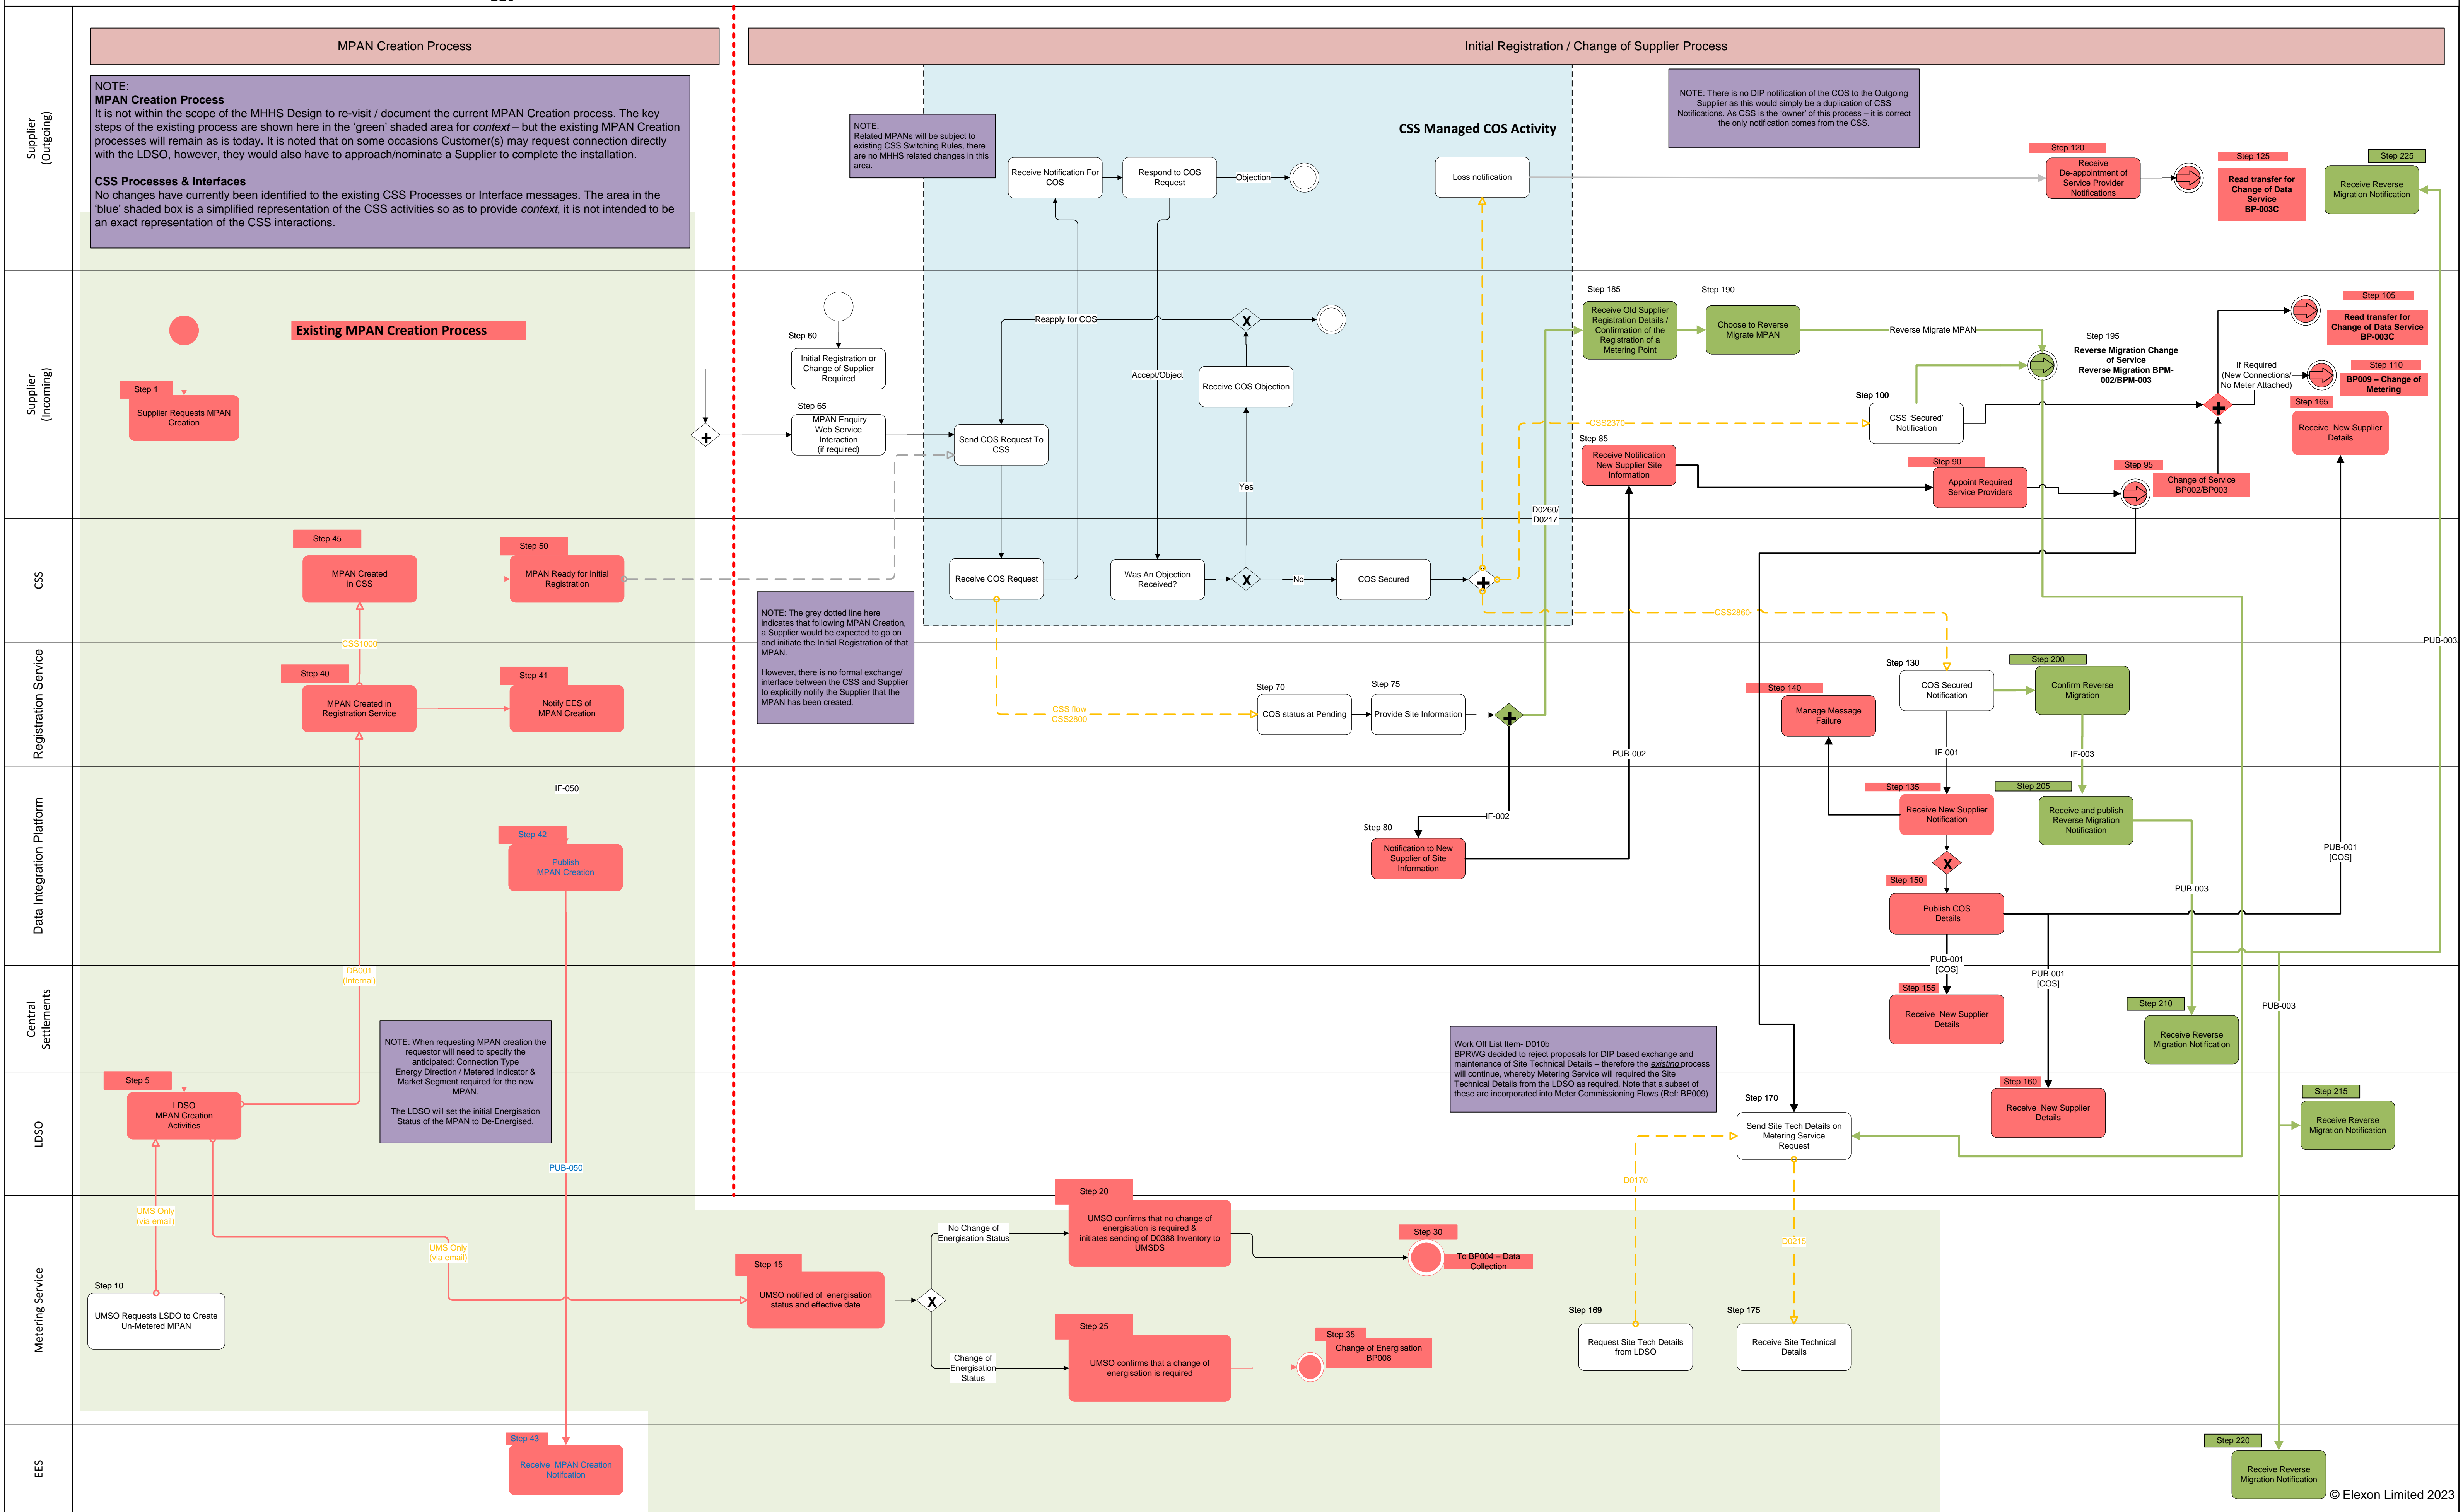 MPAN Creation Process
Initial Registration / Change of Supplier Process
Supplier
(Outgoing)
NOTE:
MPAN Creation Process
It is not within the scope of the MHHS Design to re-visit / document the current MPAN Creation process. The key
steps of the existing process are shown here in the ‘green’ shaded area for context – but the existing MPAN Creation
processes will remain as is today. It is noted that on some occasions Customer(s) may request connection directly
with the LDSO, however, they would also have to approach/nominate a Supplier to complete the installation.
CSS Processes & Interfaces
No changes have currently been identified to the existing CSS Processes or Interface messages. The area in the
‘blue’ shaded box is a simplified representation of the CSS activities so as to provide context, it is not intended to be
an exact representation of the CSS interactions.
NOTE:
Related MPANs will be subject to
existing CSS Switching Rules, there
are no MHHS related changes in this
area.
CSS Managed COS Activity
Receive Notification For
COS
Respond to COS
Request
Objection
Loss notification
NOTE: There is no DIP notification of the COS to the Outgoing
Supplier as this would simply be a duplication of CSS
Notifications. As CSS is the ‘owner’ of this process – it is correct
the only notification comes from the CSS.
Step 120
Receive
De-appointment of
Service Provider
Notifications
Step 125
Read transfer for
Change of Data
Service
BP-003C
Step 225
Receive Reverse
Migration Notification
Supplier
(Incoming)
Existing MPAN Creation Process
Step 1
Supplier Requests MPAN
Creation
Step 60
Initial Registration or
Change of Supplier
Required
Step 65
MPAN Enquiry
Web Service
Interaction
(if required)
Reapply for COS
X
Accept/Object
Receive COS Objection
Send COS Request To
CSS
Yes
Step 185
Receive Old Supplier
Registration Details /
Confirmation of the
Registration of a
Metering Point
Step 190
Choose to Reverse
Migrate MPAN
Reverse Migrate MPAN
Step 195
Reverse Migration Change
of Service
Reverse Migration BPM-
002/BPM-003
Step 105
Read transfer for
Change of Data Service
BP-003C
If Required
(New Connections/
No Meter Attached)
Step 110
BP009 – Change of
Metering
Step 100
CSS ‘Secured’
Notification
Step 165
Receive  New Supplier
Details
CSS2370
Step 85
Receive Notification
New Supplier Site
Information
Step 90
Appoint Required
Service Providers
Step 95
Change of Service
BP002/BP003
D0260/
D0217
CSS
Step 45
MPAN Created
in CSS
Step 50
MPAN Ready for Initial
Registration
Receive COS Request
Was An Objection
Received?
X
No
COS Secured
CSS2860
CSS1000
NOTE: The grey dotted line here
indicates that following MPAN Creation,
a Supplier would be expected to go on
and initiate the Initial Registration of that
MPAN.
However, there is no formal exchange/
interface between the CSS and Supplier
to explicitly notify the Supplier that the
MPAN has been created.
PUB-003
Registration Service
Step 40
MPAN Created in
Registration Service
Step 41
Notify EES of
MPAN Creation
CSS flow
CSS2800
Step 70
COS status at Pending
Step 75
Provide Site Information
PUB-002
Step 140
Manage Message
Failure
Step 130
COS Secured
Notification
Step 200
Confirm Reverse
Migration
IF-001
IF-003
Data Integration Platform
IF-050
Step 42
Publish
MPAN Creation
IF-002
Step 80
Notification to New
Supplier of Site
Information
Step 135
Receive New Supplier
Notification
Step 205
Receive and publish
Reverse Migration
Notification
X
Step 150
Publish COS
Details
PUB-003
PUB-001
[COS]
Central
Settlements
DB001
(Internal)
PUB-001
[COS]
PUB-001
[COS]
Step 155
Receive  New Supplier
Details
Step 210
Receive Reverse
Migration Notification
PUB-003
NOTE: When requesting MPAN creation the
requestor will need to specify the
anticipated: Connection Type
Energy Direction / Metered Indicator &
Market Segment required for the new
MPAN.
The LDSO will set the initial Energisation
Status of the MPAN to De-Energised.
Work Off List Item- D010b
BPRWG decided to reject proposals for DIP based exchange and
maintenance of Site Technical Details – therefore the existing process
will continue, whereby Metering Service will required the Site
Technical Details from the LDSO as required. Note that a subset of
these are incorporated into Meter Commissioning Flows (Ref: BP009)
LDSO
Step 5
LDSO
MPAN Creation
Activities
PUB-050
Step 170
Send Site Tech Details on
Metering Service
Request
Step 160
Receive  New Supplier
Details
Step 215
Receive Reverse
Migration Notification
Metering Service
UMS Only
(via email)
UMS Only
(via email)
Step 10
UMSO Requests LSDO to Create
Un-Metered MPAN
Step 15
UMSO notified of  energisation
status and effective date
X
No Change of
Energisation Status
Change of
Energisation
Status
Step 20
UMSO confirms that no change of
energisation is required &
initiates sending of D0388 Inventory to
UMSDS
Step 30
To BP004 – Data
Collection
Step 25
UMSO confirms that a change of
energisation is required
Step 35
Change of Energisation
BP008
D0170
D0215
Step 169
Request Site Tech Details
from LDSO
Step 175
Receive Site Technical
Details
EES
Step 43
Receive  MPAN Creation
Notifcation
Step 220
Receive Reverse
Migration Notification
© Elexon Limited 2023